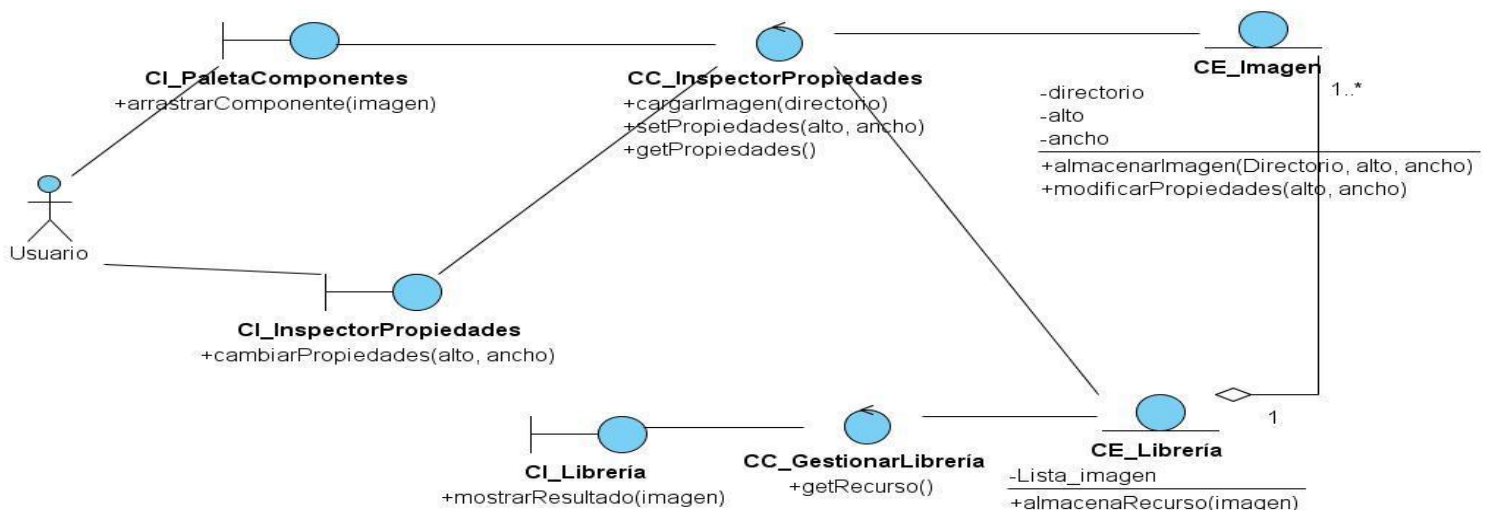 CI_PaletaComponentes
+arrastrarComponente(imagen)
CC_InspectorPropiedades
+cargarImagen(directorio)
+setPropiedades(alto, ancho)
+getPropiedades()
CE_Imagen
-directorio
-alto
-ancho
+almacenarImagen(Directorio, alto, ancho)
+modificarPropiedades(alto, ancho)
1..*
Usuario
CI_InspectorPropiedades
+cambiarPropiedades(alto, ancho)
1
CI_Librería
+mostrarResultado(imagen)
CC_GestionarLibrería
+getRecurso()
CE_Librería
-Lista_imagen
+almacenaRecurso(imagen)